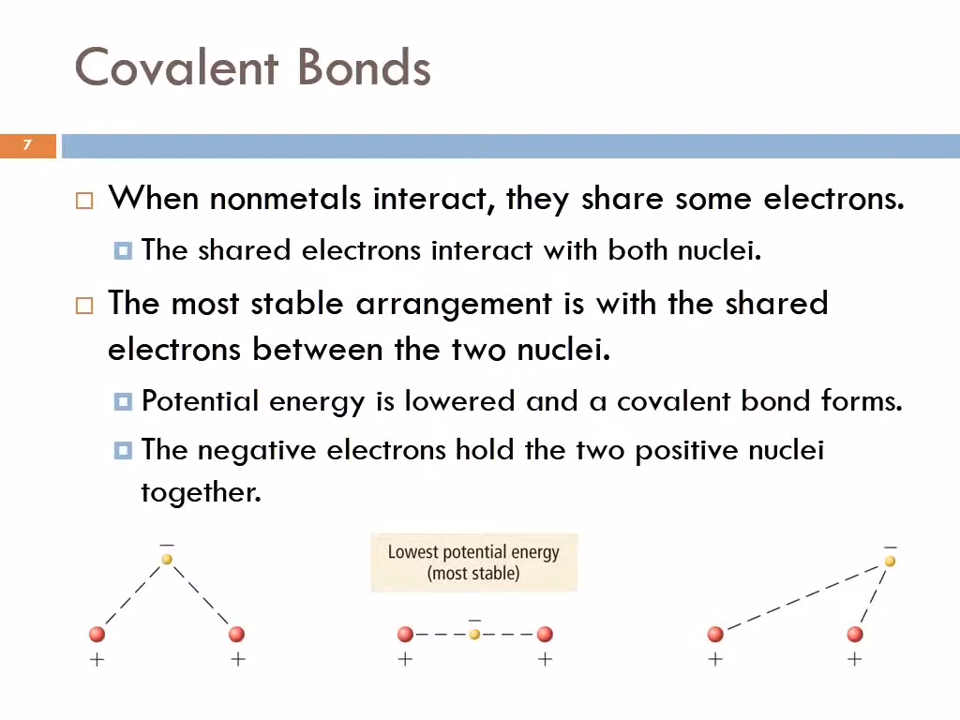 Covalent Bonds
7
When nonmetals interact, they share some electrons.
The shared electrons interact with both nuclei.
The most stable arrangement is with the shared
electrons between the two nuclei.
Potential energy is lowered and a covalent bond forms.
The negative electrons hold the two positive nuclei
together.
Lowest potential energy
(most stable)
− − −
+ + + + + +